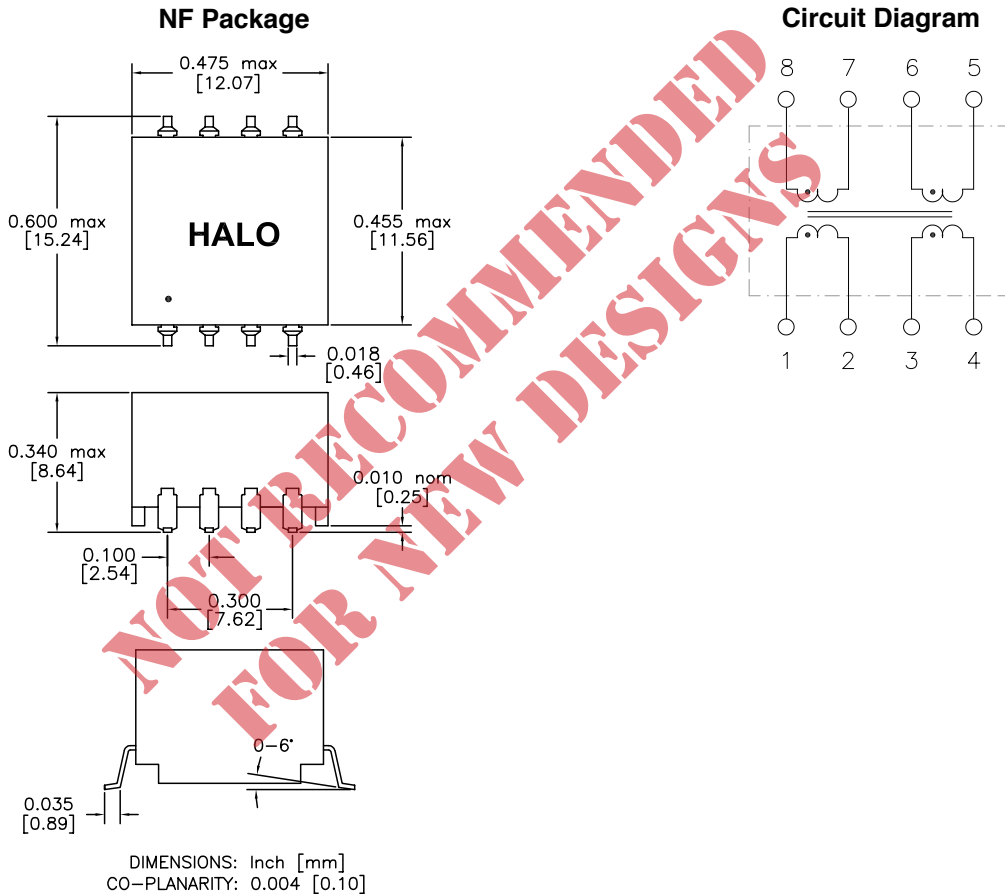 NF Package
Circuit Diagram
0.475 max
[12.07]
0.600 max
[15.24]
HALO
0.455 max
[11.56]
0.018
[0.46]
8 7 6 5
1 2 3 4
0.340 max
[8.64]
0.010 nom
[0.25]
0.100
[2.54]
0.300
[7.62]
0-6°
0.035
[0.89]
DIMENSIONS: Inch [mm]
CO-PLANARITY: 0.004 [0.10]
NOT RECOMMENDED
FOR NEW DESIGNS